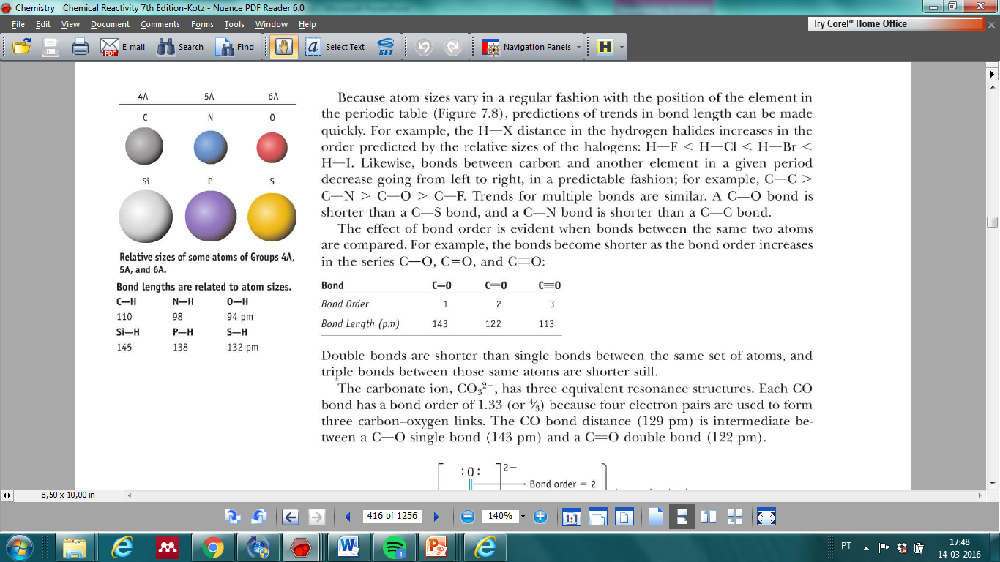 Chemistry _ Chemical Reactivity 7th Edition-Kotz - Nuance PDF Reader 6.0
File Edit View Document Comments Forms Tools Window Help
Try Corel® Home Office
PDF E-mail Search Find a Select Text SET Navigation Panels H
4A 5A 6A
C N O
Si P S
Relative sizes of some atoms of Groups 4A,
5A, and 6A.
Bond lengths are related to atom sizes.
C—H N—H O—H
110 98 94 pm
Si—H P—H S—H
145 138 132 pm
Because atom sizes vary in a regular fashion with the position of the element in
the periodic table (Figure 7.8), predictions of trends in bond length can be made
quickly. For example, the H—X distance in the hydrogen halides increases in the
order predicted by the relative sizes of the halogens: H—F < H—Cl < H—Br <
H—I. Likewise, bonds between carbon and another element in a given period
decrease going from left to right, in a predictable fashion; for example, C—C >
C—N > C—O > C—F. Trends for multiple bonds are similar. A C=O bond is
shorter than a C=S bond, and a C=N bond is shorter than a C=C bond.
The effect of bond order is evident when bonds between the same two atoms
are compared. For example, the bonds become shorter as the bond order increases
in the series C—O, C=O, and C≡O:
Bond C—O C=O C≡O
Bond Order 1 2 3
Bond Length (pm) 143 122 113
Double bonds are shorter than single bonds between the same set of atoms, and
triple bonds between those same atoms are shorter still.
The carbonate ion, CO₃²⁻, has three equivalent resonance structures. Each CO
bond has a bond order of 1.33 (or 4⁄3) because four electron pairs are used to form
three carbon–oxygen links. The CO bond distance (129 pm) is intermediate be-
tween a C—O single bond (143 pm) and a C=O double bond (122 pm).
:O: 2−
Bond order = 2
8,50 x 10,00 in
416 of 1256 140% 1:1
W 1 P
PT 17:48
14-03-2016